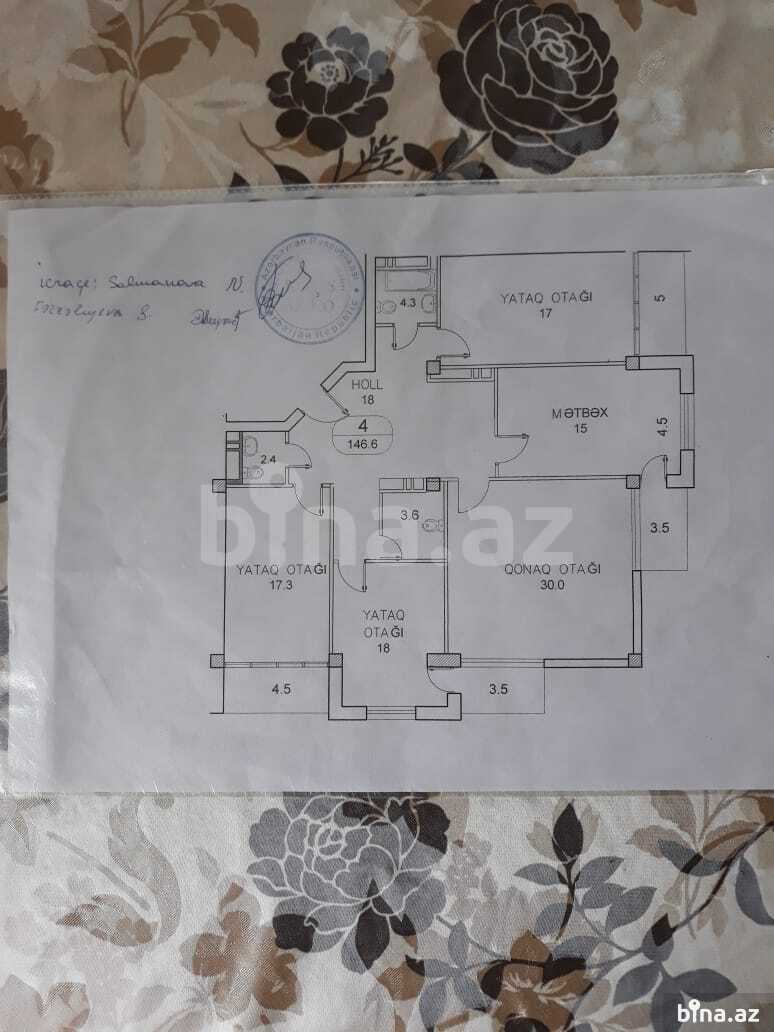 icraçı: Salmanova N
Azərbaycan Respublikası
Azerbaijan Republic
4.3
YATAQ OTAĞI
17
5
HOLL
18
MƏTBƏX
15
4.5
4
146.6
2.4
3.6
3.5
YATAQ OTAĞI
17.3
QONAQ OTAĞI
30.0
YATAQ
OTAĞI
18
4.5
3.5
bina.az
bina.az